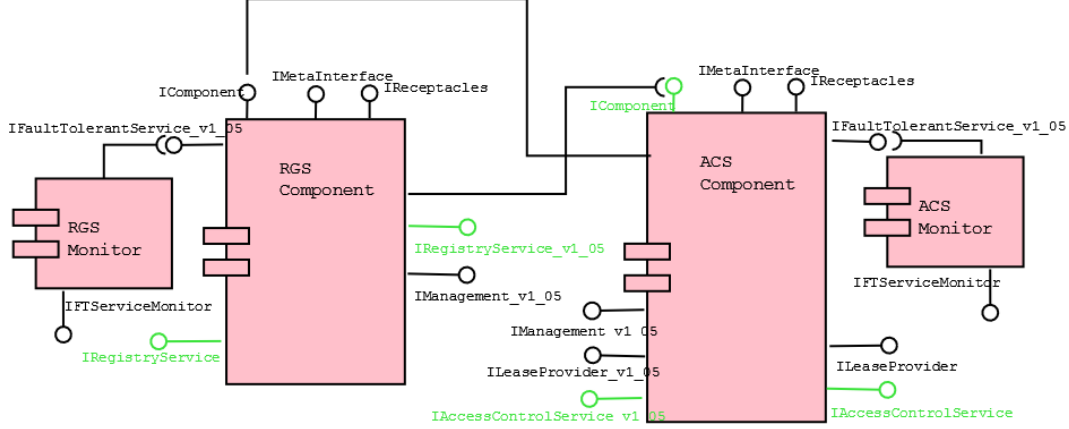 IMetaInterface
IMetaInterface
IReceptacles
IReceptacles
IComponent
IComponent
IFaultTolerantService_v1_05
IFaultTolerantService_v1_05
RGS
Component
ACS
Component
RGS
Monitor
ACS
Monitor
IRegistryService_v1_05
IManagement_v1_05
IFTServiceMonitor
IFTServiceMonitor
IManagement v1 05
IRegistryService
ILeaseProvider_v1_05
ILeaseProvider
IAccessControlService v1 05
IAccessControlService